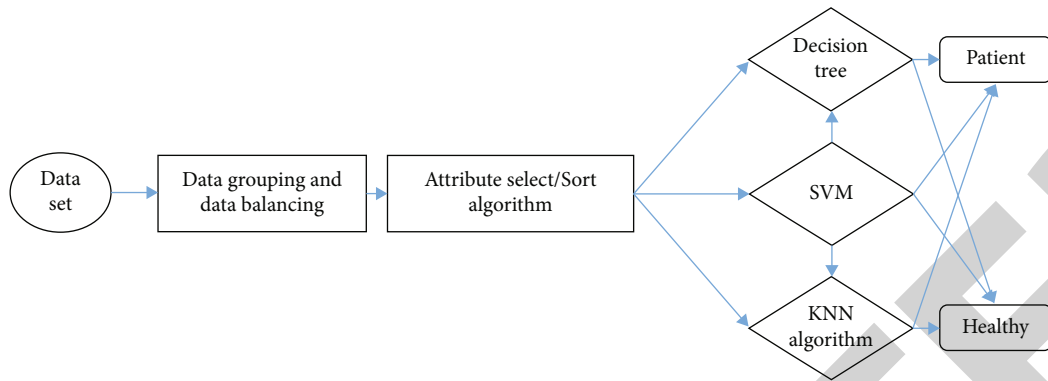 Data
set
Data grouping and
data balancing
Attribute select/Sort
algorithm
Decision
tree
SVM
KNN
algorithm
Patient
Healthy